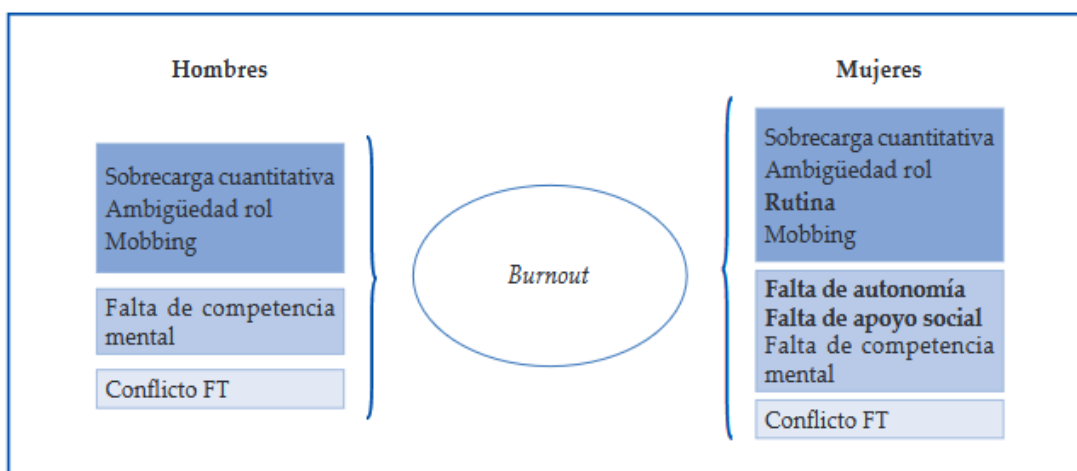 Hombres
Sobrecarga cuantitativa
Ambigüedad rol
Mobbing
Falta de competencia
mental
Conflicto FT
Burnout
Mujeres
Sobrecarga cuantitativa
Ambigüedad rol
Rutina
Mobbing
Falta de autonomía
Falta de apoyo social
Falta de competencia
mental
Conflicto FT